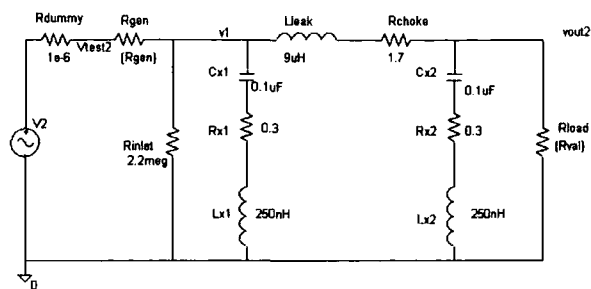 Rdummy
Rgen
Vtest2
1e-6
{Rgen}
v1
Lleak
9uH
Rchoke
1.7
vout2
V2
Cx1
0.1uF
Cx2
0.1uF
Rinlet
2.2meg
Rx1
0.3
Rx2
0.3
Rload
{Rval}
Lx1
250nH
Lx2
250nH
0